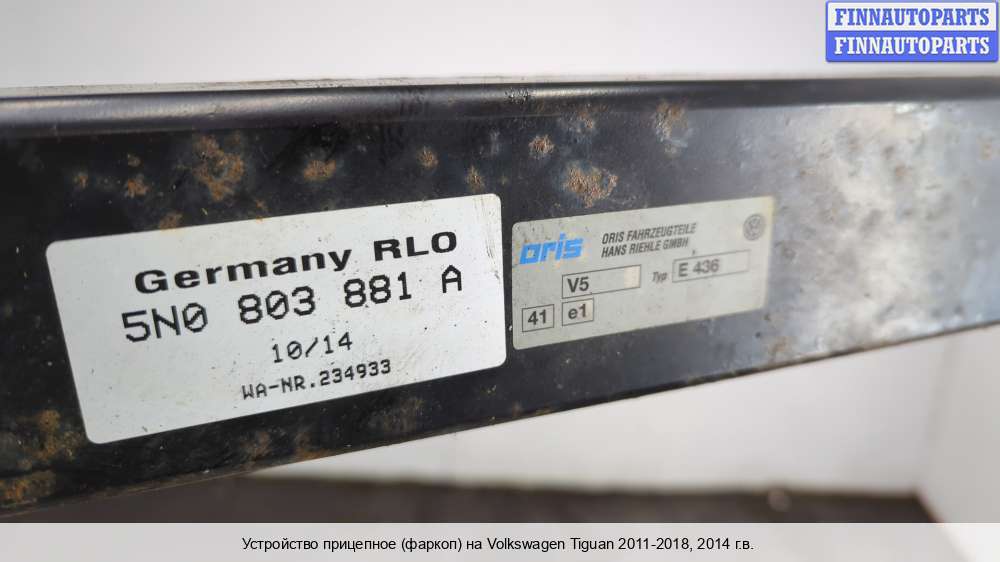 FINNAUTOPARTS
FINNAUTOPARTS
Germany RLO
5N0 803 881 A
10/14
WA-NR.234933
oris
ORIS FAHRZEUGTEILE
HANS RIEHLE GMBH
V5
Typ E 436
41 e1
Устройство прицепное (фаркоп) на Volkswagen Tiguan 2011-2018, 2014 г.в.